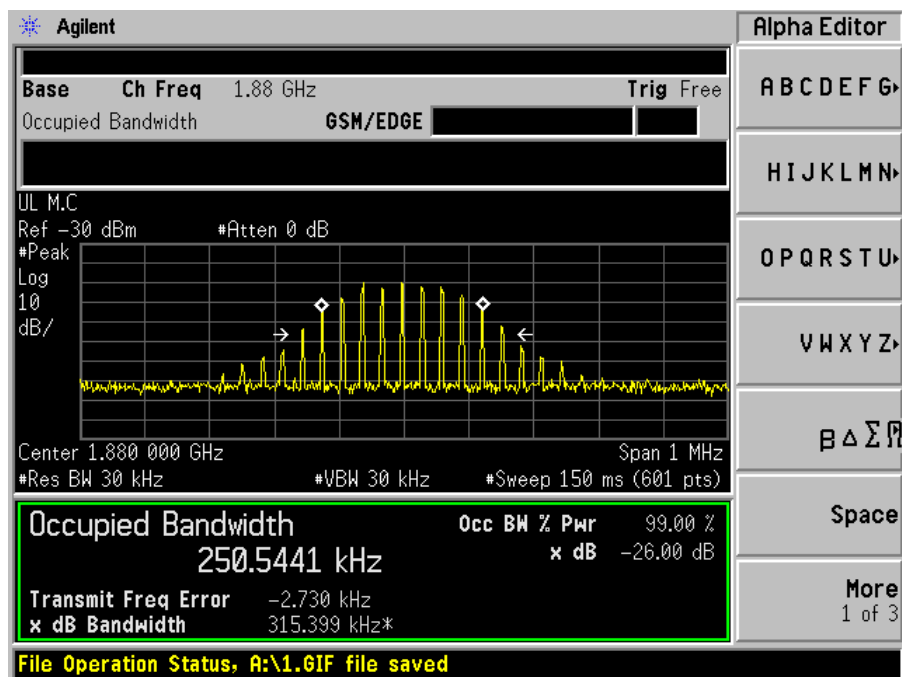 Agilent
Alpha Editor
Base Ch Freq 1.88 GHz Trig Free
Occupied Bandwidth GSM/EDGE
UL M.C
Ref -30 dBm #Atten 0 dB
#Peak
Log
10
dB/
Center 1.880 000 GHz Span 1 MHz
#Res BW 30 kHz #VBW 30 kHz #Sweep 150 ms (601 pts)
Occupied Bandwidth
250.5441 kHz
Occ BW % Pwr 99.00 %
x dB -26.00 dB
Transmit Freq Error -2.730 kHz
x dB Bandwidth 315.399 kHz*
File Operation Status, A:\1.GIF file saved
A B C D E F G
H I J K L M N
O P Q R S T U
V W X Y Z
Space
More
1 of 3